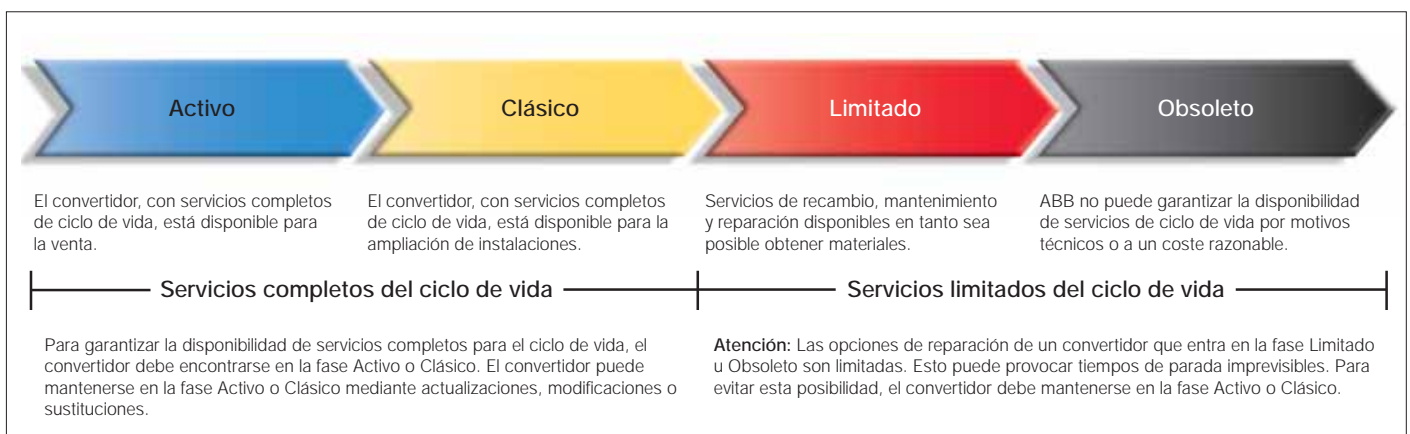 Activo
Clásico
Limitado
Obsoleto
El convertidor, con servicios completos
de ciclo de vida, está disponible para
la venta.
El convertidor, con servicios completos
de ciclo de vida, está disponible para la
ampliación de instalaciones.
Servicios de recambio, mantenimiento
y reparación disponibles en tanto sea
posible obtener materiales.
ABB no puede garantizar la disponibilidad
de servicios de ciclo de vida por motivos
técnicos o a un coste razonable.
Servicios completos del ciclo de vida
Servicios limitados del ciclo de vida
Para garantizar la disponibilidad de servicios completos para el ciclo de vida, el
convertidor debe encontrarse en la fase Activo o Clásico. El convertidor puede
mantenerse en la fase Activo o Clásico mediante actualizaciones, modificaciones o
sustituciones.
Atención: Las opciones de reparación de un convertidor que entra en la fase Limitado
u Obsoleto son limitadas. Esto puede provocar tiempos de parada imprevisibles. Para
evitar esta posibilidad, el convertidor debe mantenerse en la fase Activo o Clásico.